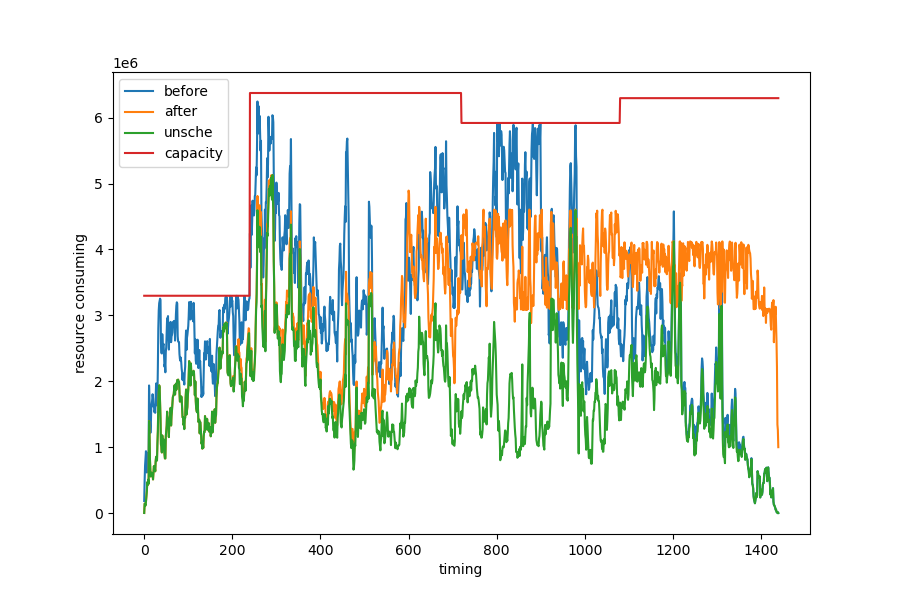 1e6
before
after
unsche
capacity
6
5
4
3
2
1
0
resource consuming
0 200 400 600 800 1000 1200 1400
timing